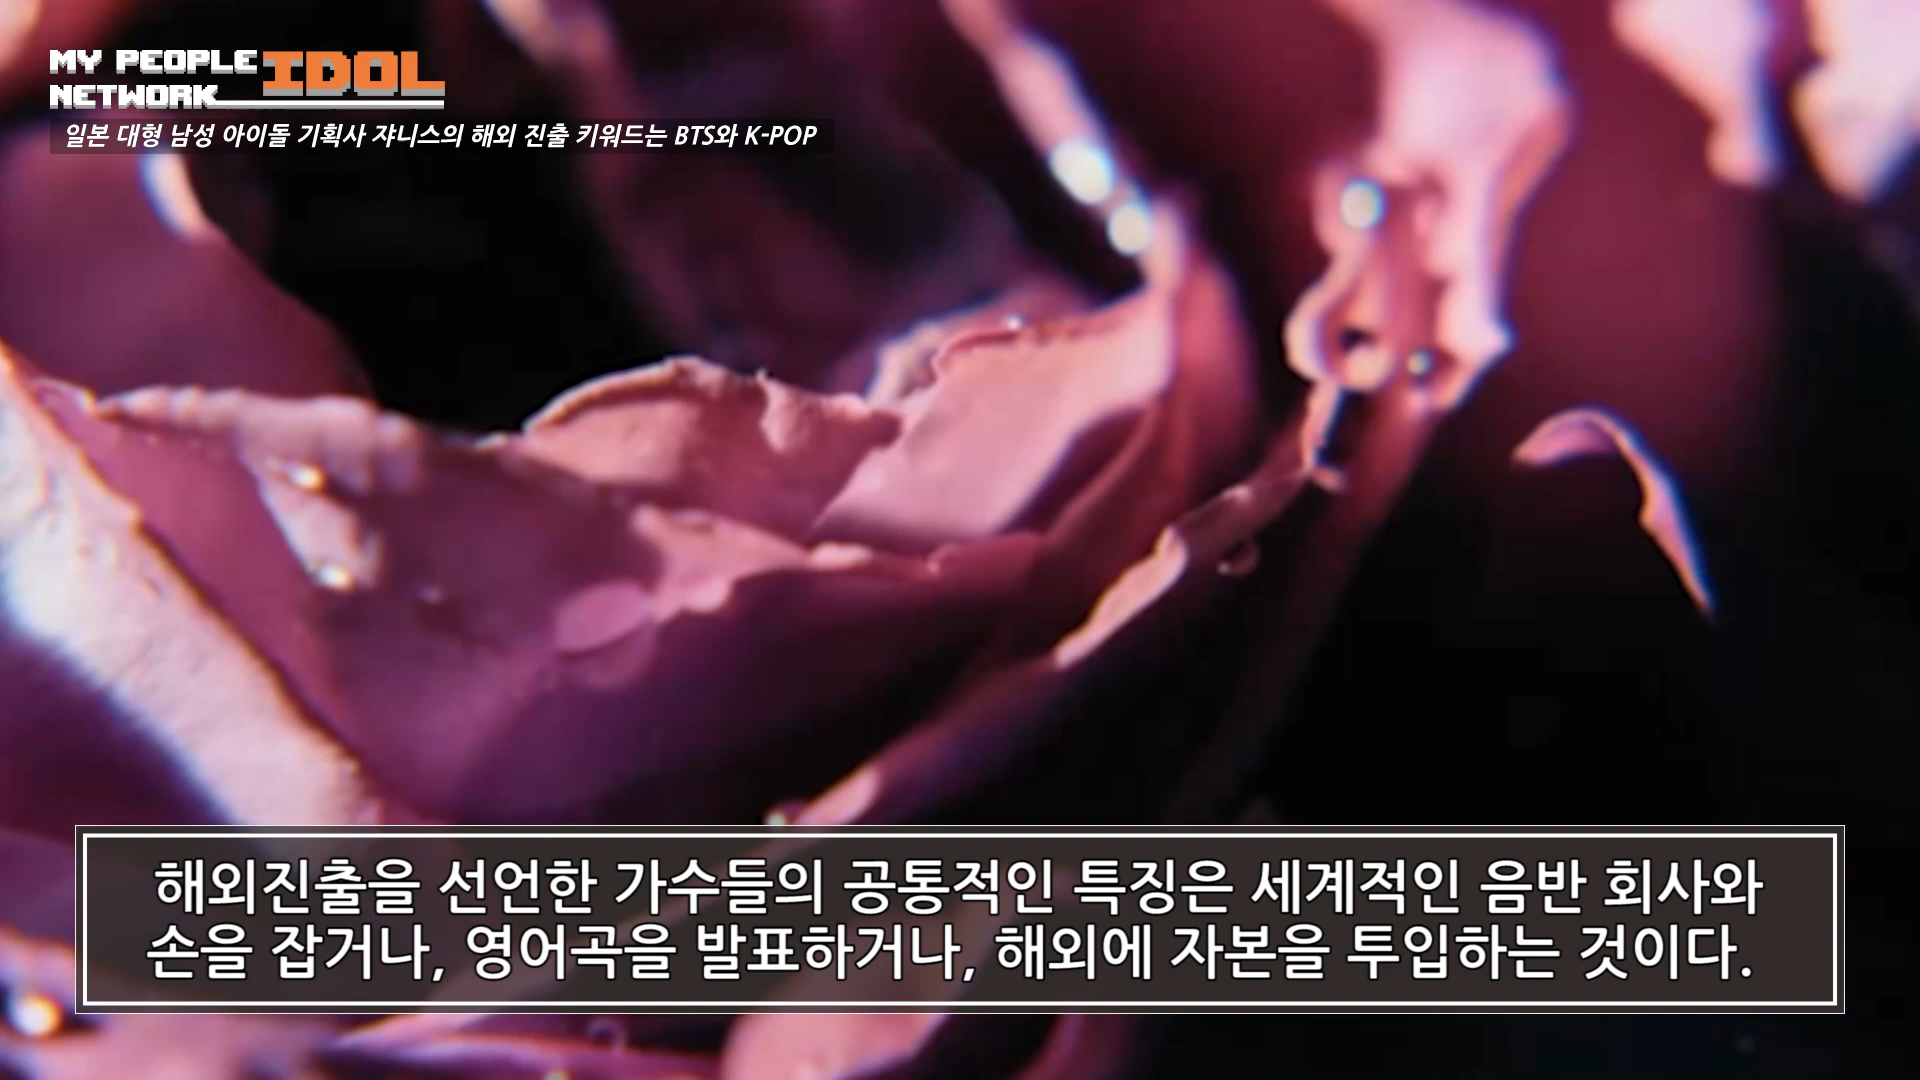 MY PEOPLE IDOL
NETWORK
일본 대형 남성 아이돌 기획사 쟈니스의 해외 진출 키워드는 BTS와 K-POP
해외진출을 선언한 가수들의 공통적인 특징은 세계적인 음반 회사와
손을 잡거나, 영어곡을 발표하거나, 해외에 자본을 투입하는 것이다.